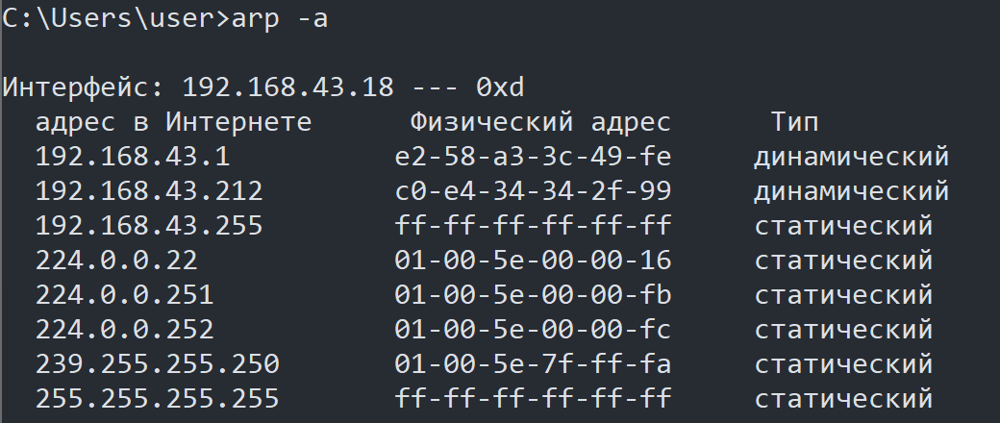 C:\Users\user>arp -a
Интерфейс: 192.168.43.18 --- 0xd
адрес в Интернете Физический адрес Тип
192.168.43.1 e2-58-a3-3c-49-fe динамический
192.168.43.212 c0-e4-34-34-2f-99 динамический
192.168.43.255 ff-ff-ff-ff-ff-ff статический
224.0.0.22 01-00-5e-00-00-16 статический
224.0.0.251 01-00-5e-00-00-fb статический
224.0.0.252 01-00-5e-00-00-fc статический
239.255.255.250 01-00-5e-7f-ff-fa статический
255.255.255.255 ff-ff-ff-ff-ff-ff статический